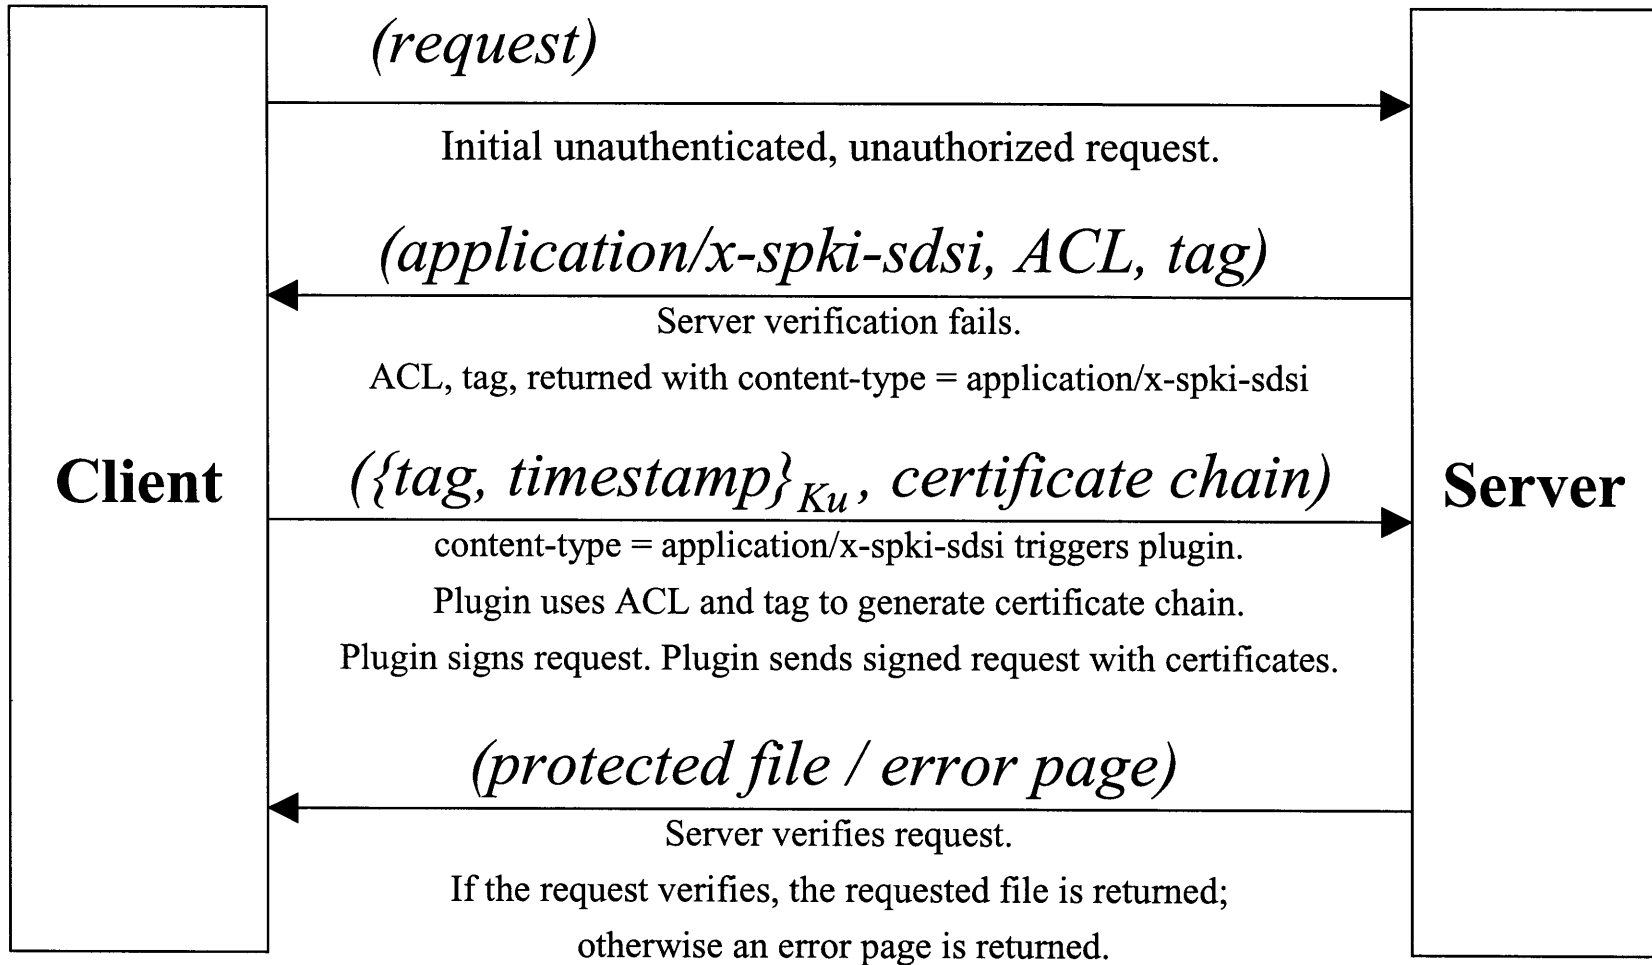 (request)
Initial unauthenticated, unauthorized request.
(application/x-spki-sdsi, ACL, tag)
Server verification fails.
ACL, tag, returned with content-type = application/x-spki-sdsi
Client
({tag, timestamp}Ku, certificate chain)
Server
content-type = application/x-spki-sdsi triggers plugin.
Plugin uses ACL and tag to generate certificate chain.
Plugin signs request. Plugin sends signed request with certificates.
(protected file / error page)
Server verifies request.
If the request verifies, the requested file is returned;
otherwise an error page is returned.